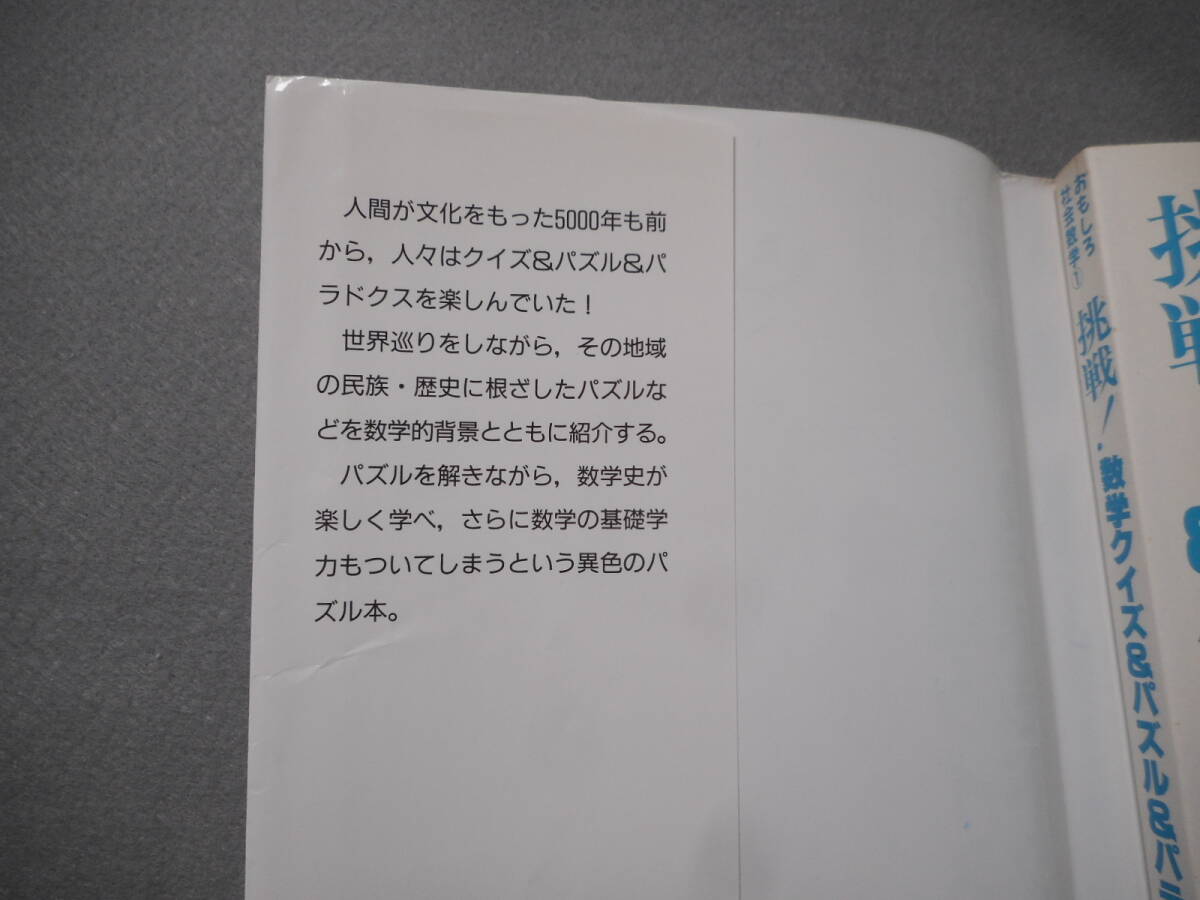 人間が文化をもった5000年も前
から，人々はクイズ&パズル&パ
ラドクスを楽しんでいた！
世界巡りをしながら，その地域
の民族・歴史に根ざしたパズルな
どを数学的背景とともに紹介する。
パズルを解きながら，数学史が
楽しく学べ，さらに数学の基礎学
力もついてしまうという異色のパ
ズル本。
おもしろ
社会数学①
挑戦！数学クイズ&パズル&パラ
挑戦
&